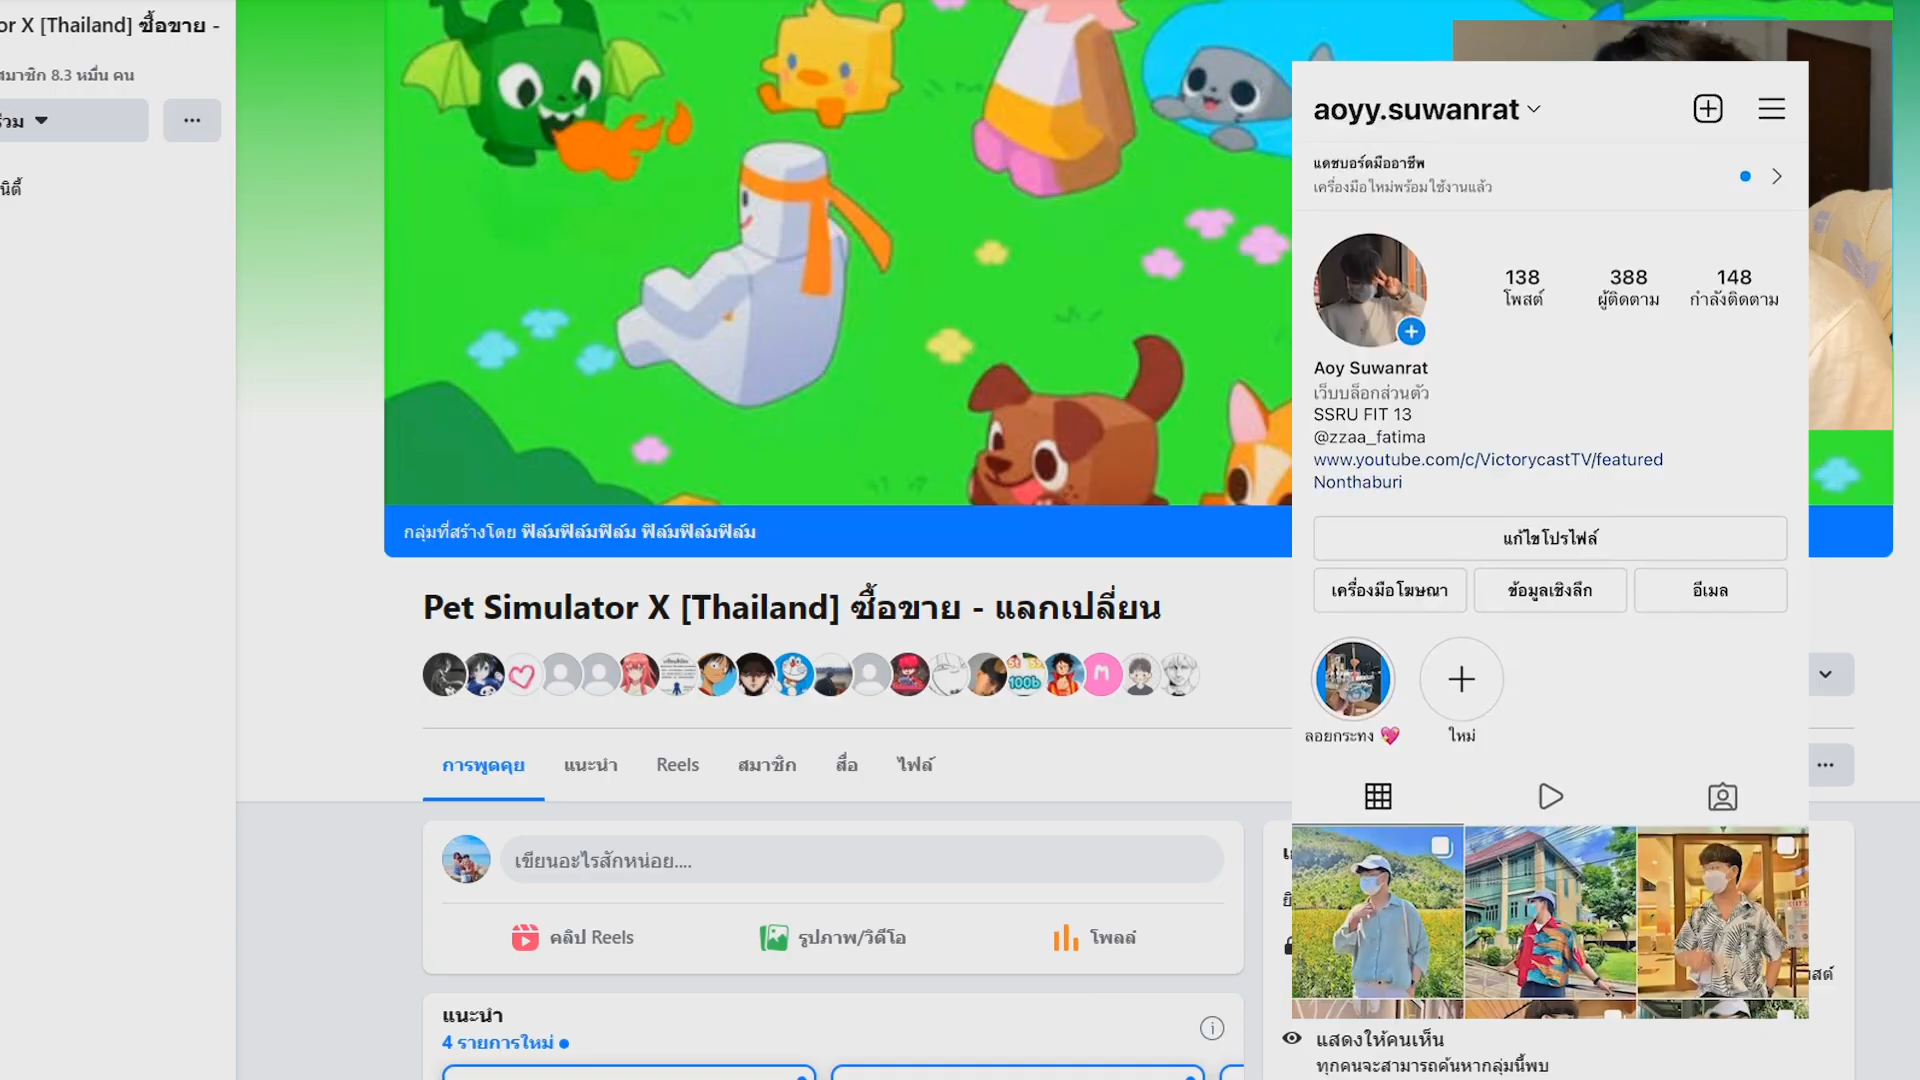 or X [Thailand] ซื้อขาย -
สมาชิก 8.3 หมื่น คน
ร่วม
กลุ่มที่สร้างโดย ฟิล์มฟิล์มฟิล์ม ฟิล์มฟิล์มฟิล์ม
Pet Simulator X [Thailand] ซื้อขาย - แลกเปลี่ยน
100b
การพูดคุย
แนะนำ
Reels
สมาชิก
สื่อ
ไฟล์
เขียนอะไรสักหน่อย....
คลิป Reels
รูปภาพ/วิดีโอ
โพลล์
แนะนำ
4 รายการใหม่
aoyy.suwanrat
แดชบอร์ดมืออาชีพ
เครื่องมือใหม่พร้อมใช้งานแล้ว
138 388 148
โพสต์ ผู้ติดตาม กำลังติดตาม
Aoy Suwanrat
เว็บบล็อกส่วนตัว
SSRU FIT 13
@zzaa_fatima
www.youtube.com/c/VictorycastTV/featured
Nonthaburi
แก้ไขโปรไฟล์
เครื่องมือโฆษณา
ข้อมูลเชิงลึก
อีเมล
ลอยกระทง 💖
ใหม่
แสดงให้คนเห็น
ทุกคนจะสามารถค้นหากลุ่มนี้พบ